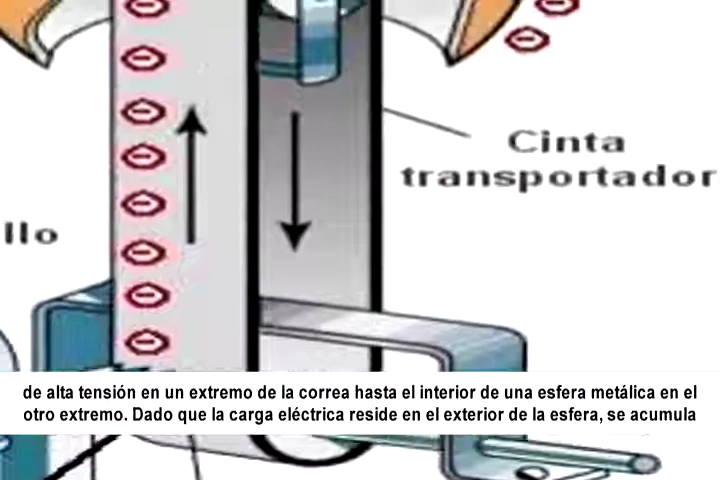 Cinta
transportador
illo
de alta tensión en un extremo de la correa hasta el interior de una esfera metálica en el
otro extremo. Dado que la carga eléctrica reside en el exterior de la esfera, se acumula